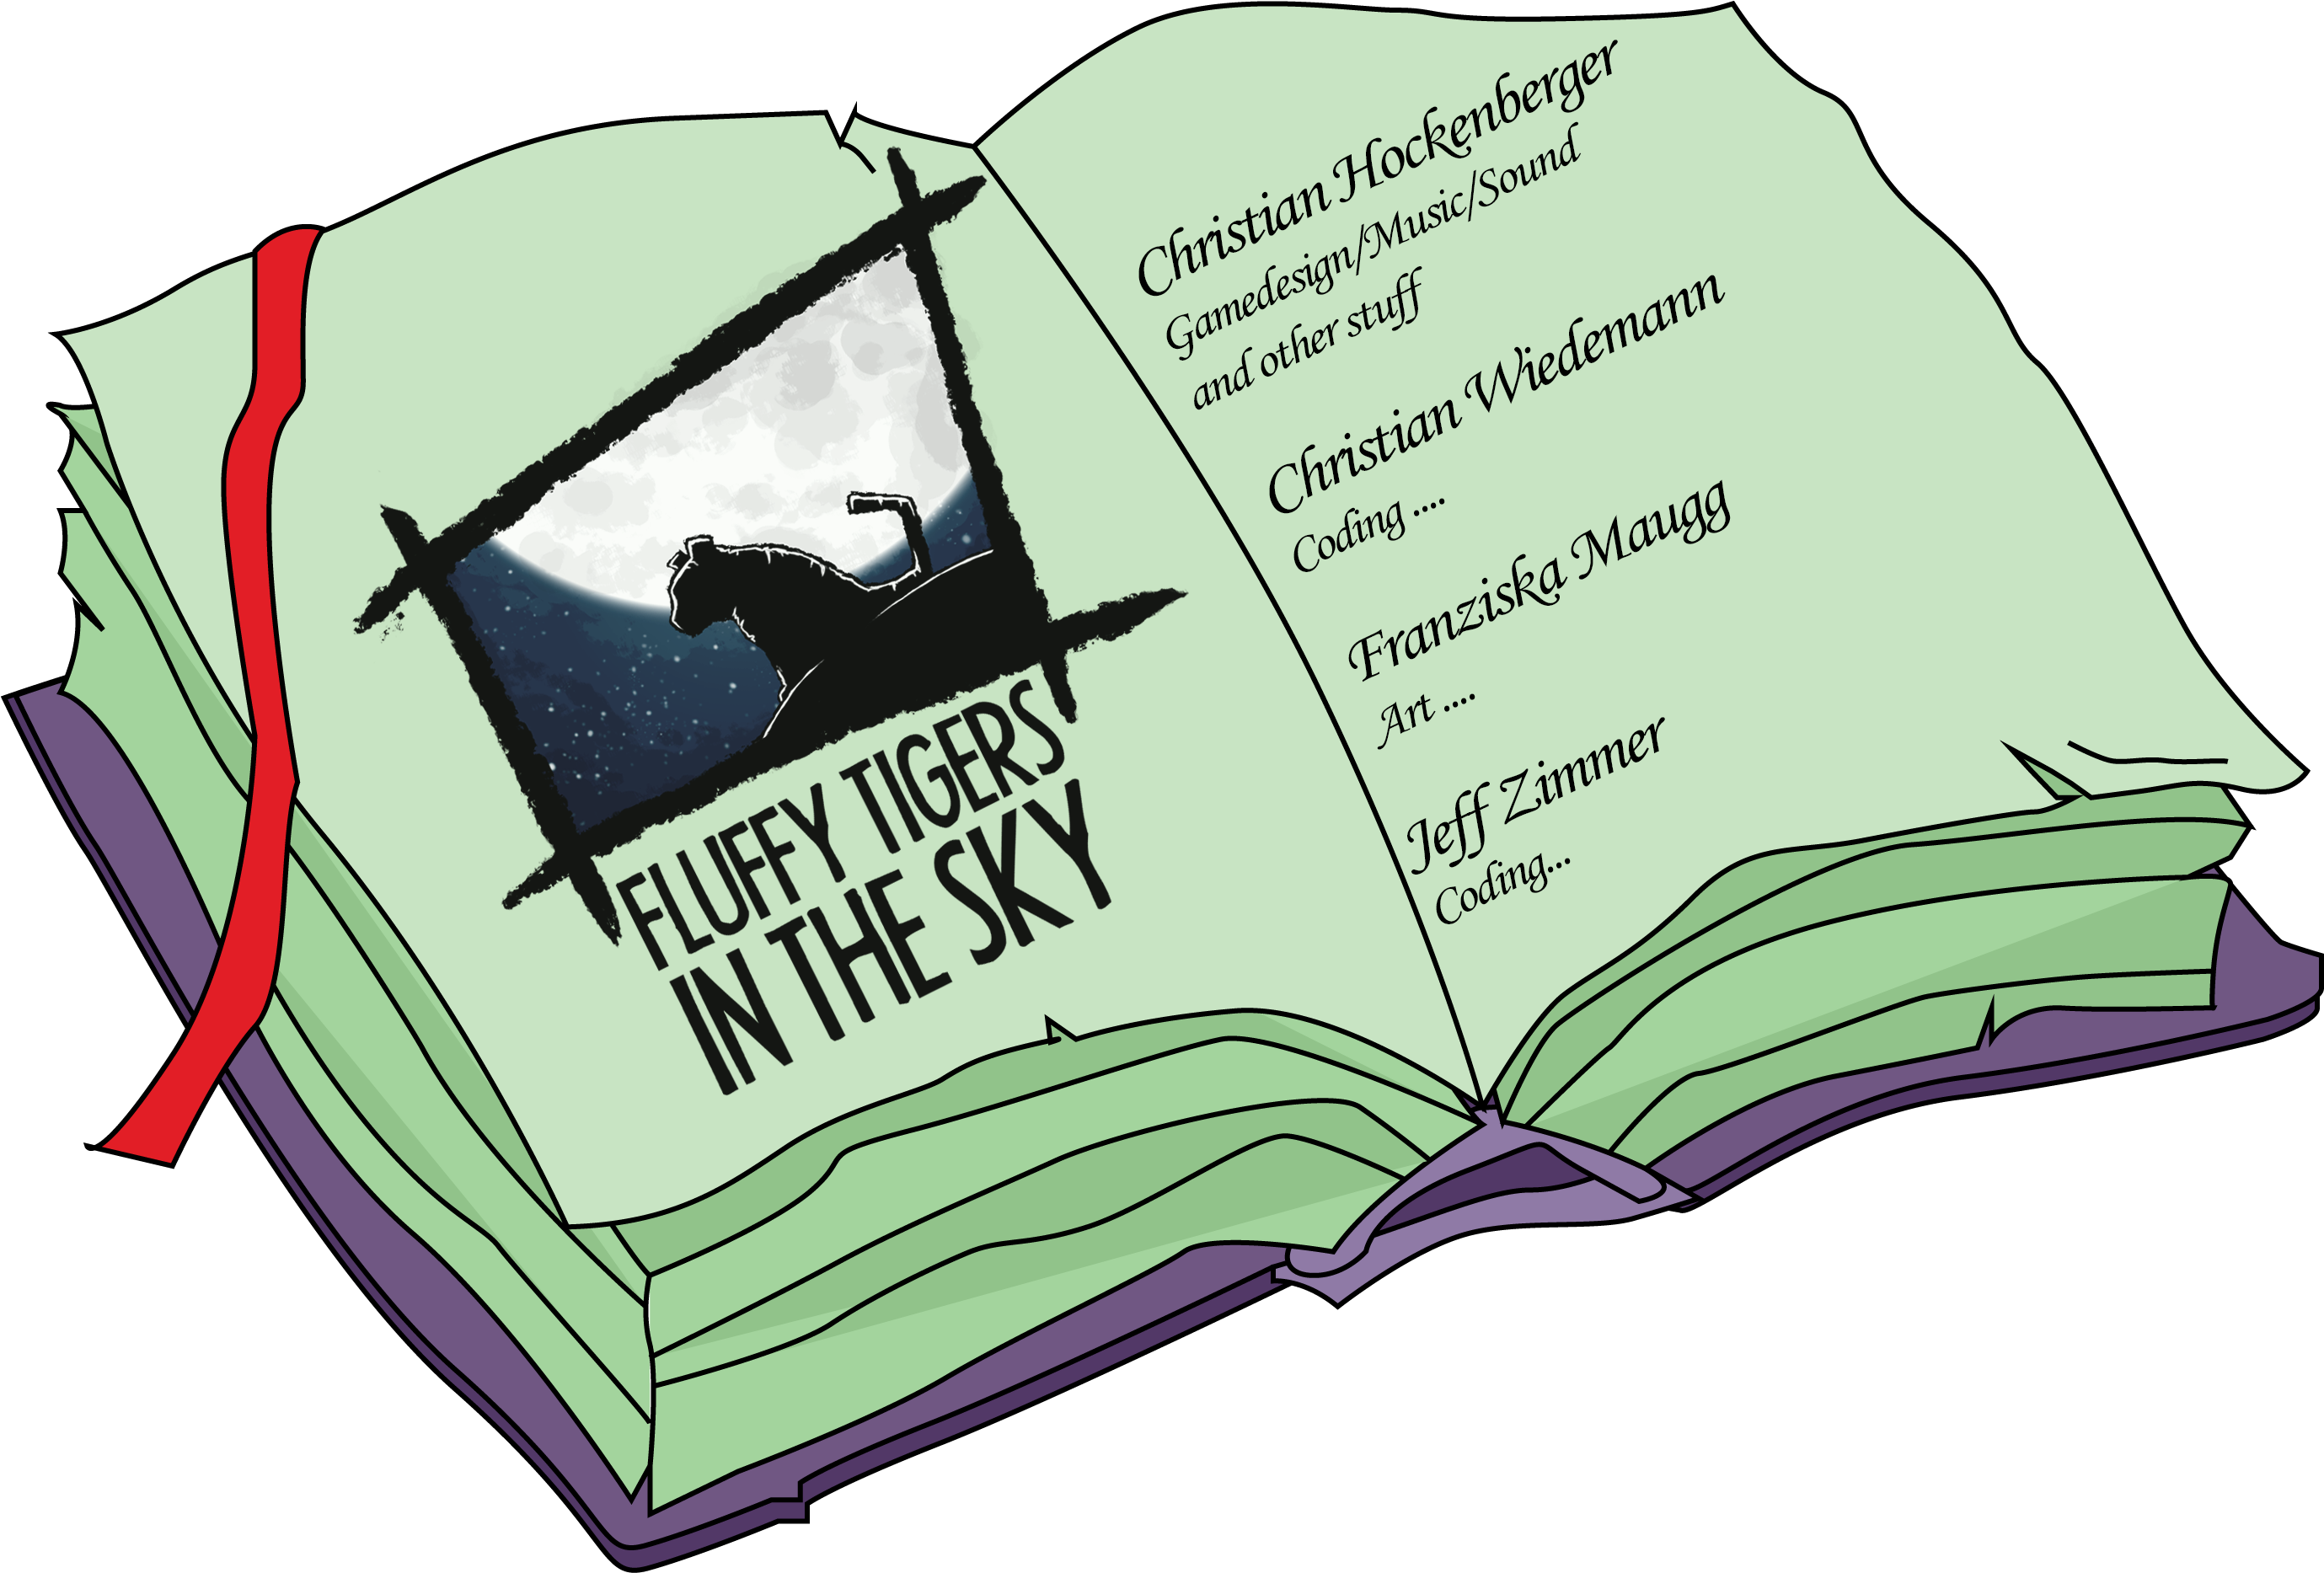 FLUFFY TIGERS
IN THE SKY
Christian Hockenberger
Gamedesign/Music/Sound
and other stuff
Christian Wiedemann
Coding ....
Franziska Maugg
Art ....
Jeff Zimmer
Coding...